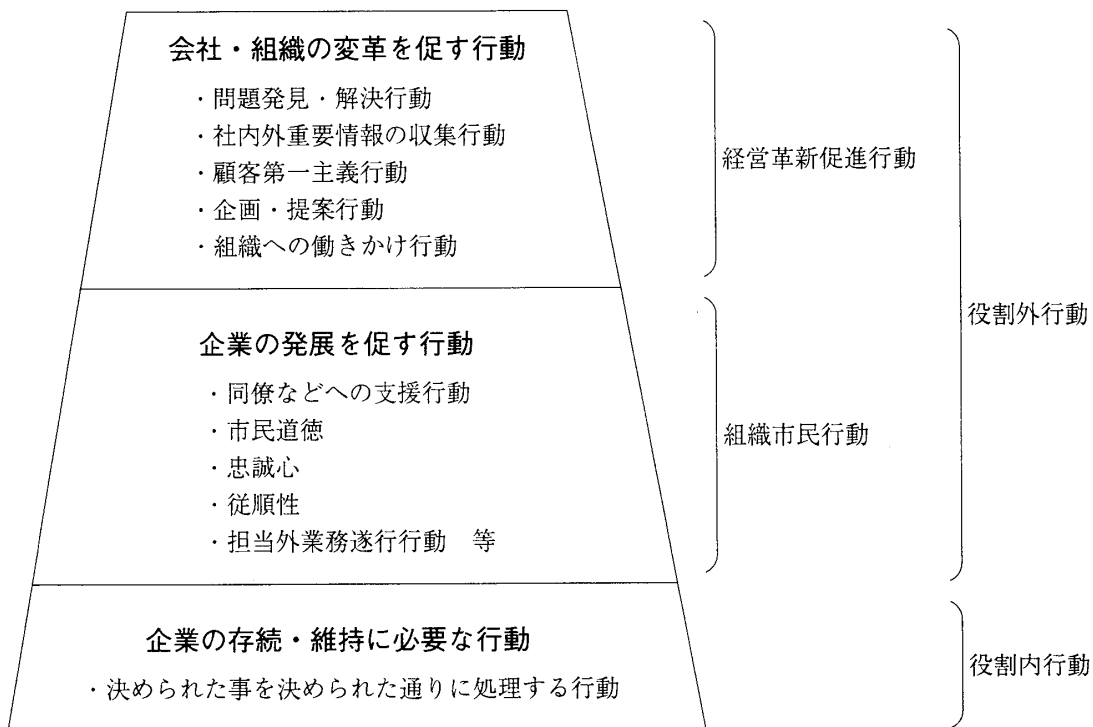 会社・組織の変革を促す行動
・問題発見・解決行動
・社内外重要情報の収集行動
・顧客第一主義行動
・企画・提案行動
・組織への働きかけ行動
経営革新促進行動
役割外行動
企業の発展を促す行動
・同僚などへの支援行動
・市民道徳
・忠誠心
・従順性
・担当外業務遂行行動　等
組織市民行動
企業の存続・維持に必要な行動
・決められた事を決められた通りに処理する行動
役割内行動